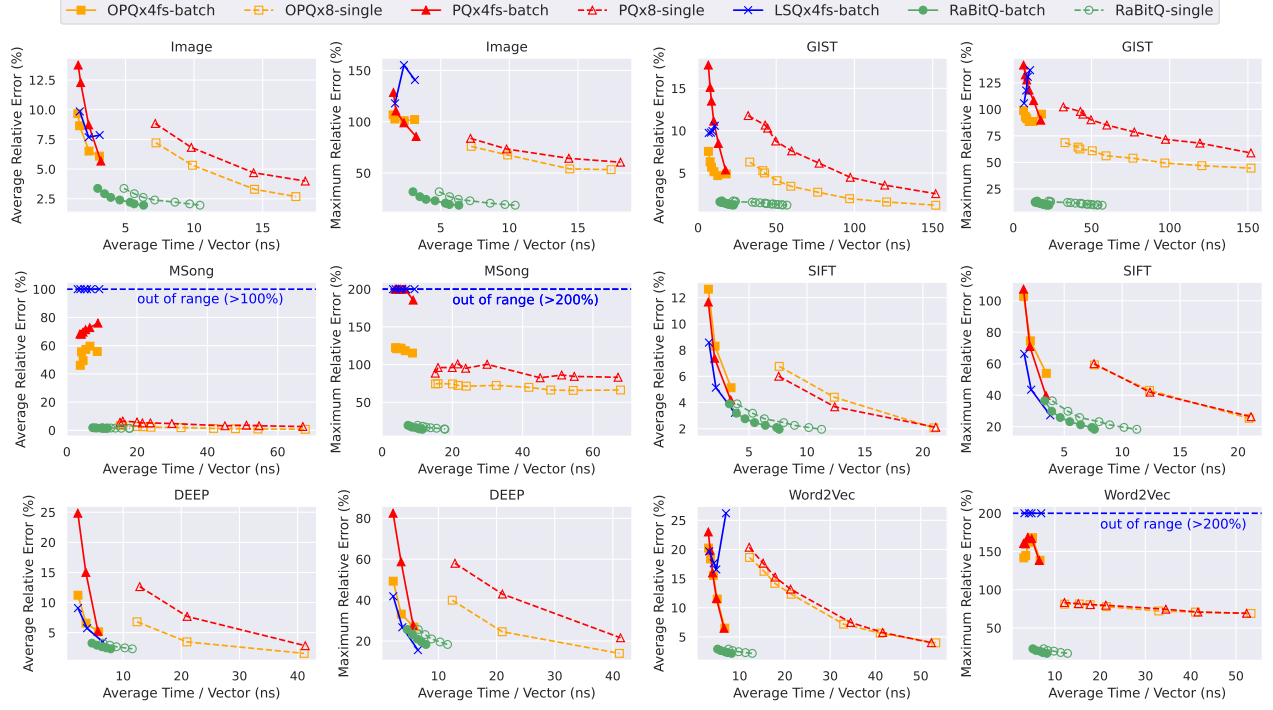 OPQx4fs-batch OPQx8-single PQx4fs-batch PQx8-single LSQx4fs-batch RaBitQ-batch RaBitQ-single
Image Image GIST GIST
Average Relative Error (%)
12.5
10.0
7.5
5.0
2.5
5 10 15
Average Time / Vector (ns)
Maximum Relative Error (%)
150
100
50
5 10 15
Average Time / Vector (ns)
Average Relative Error (%)
15
10
5
0 50 100 150
Average Time / Vector (ns)
Maximum Relative Error (%)
125
100
75
50
25
0 50 100 150
Average Time / Vector (ns)
MSong MSong SIFT SIFT
Average Relative Error (%)
100
80
60
40
20
0
out of range (>100%)
0 20 40 60
Average Time / Vector (ns)
Maximum Relative Error (%)
200
150
100
50
out of range (>200%)
0 20 40 60
Average Time / Vector (ns)
Average Relative Error (%)
12
10
8
6
4
2
5 10 15 20
Average Time / Vector (ns)
Maximum Relative Error (%)
100
80
60
40
20
5 10 15 20
Average Time / Vector (ns)
DEEP DEEP Word2Vec Word2Vec
Average Relative Error (%)
25
20
15
10
5
10 20 30 40
Average Time / Vector (ns)
Maximum Relative Error (%)
80
60
40
20
10 20 30 40
Average Time / Vector (ns)
Average Relative Error (%)
25
20
15
10
5
10 20 30 40 50
Average Time / Vector (ns)
Maximum Relative Error (%)
200
150
100
50
out of range (>200%)
10 20 30 40 50
Average Time / Vector (ns)